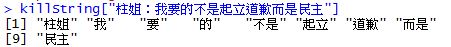 > killString["柱姐：我要的不是起立道歉而是民主"]
[1] "柱姐" "我" "要" "的" "不是" "起立" "道歉" "而是"
[9] "民主"